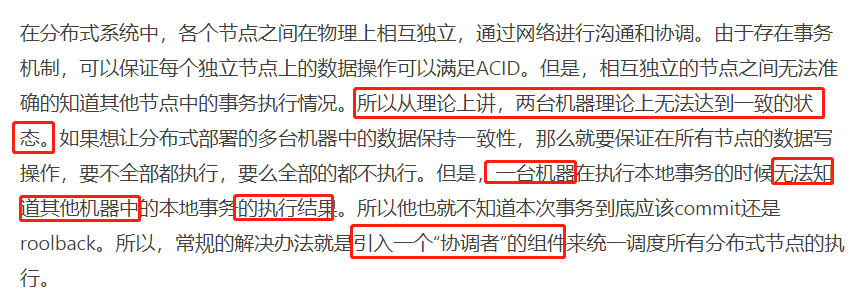 在分布式系统中，各个节点之间在物理上相互独立，通过网络进行沟通和协调。由于存在事务
机制，可以保证每个独立节点上的数据操作可以满足ACID。但是，相互独立的节点之间无法准
确的知道其他节点中的事务执行情况。所以从理论上讲，两台机器理论上无法达到一致的状
态。如果想让分布式部署的多台机器中的数据保持一致性，那么就要保证在所有节点的数据写
操作，要不全部都执行，要么全部的都不执行。但是，一台机器在执行本地事务的时候无法知
道其他机器中的本地事务的执行结果。所以他也就不知道本次事务到底应该commit还是
roolback。所以，常规的解决办法就是引入一个“协调者”的组件来统一调度所有分布式节点的执
行。